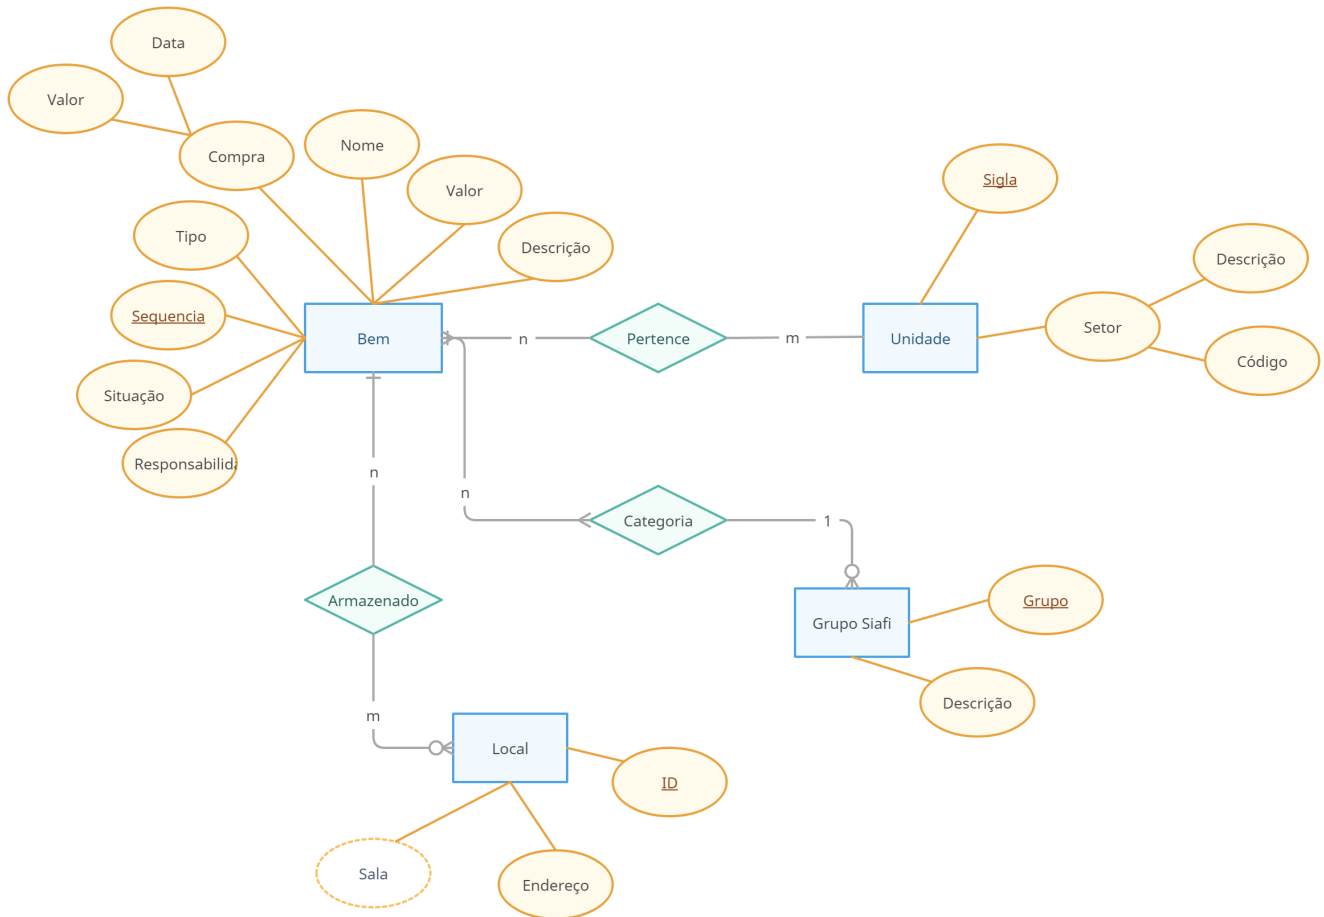 Data
Valor
Compra
Nome
Valor
Descrição
Tipo
Sequencia
Situação
Responsabilid
Bem
n
Pertence
m
Unidade
Sigla
Setor
Descrição
Código
n
n
Categoria
1
Armazenado
Grupo Siafi
Grupo
Descrição
m
Local
ID
Sala
Endereço